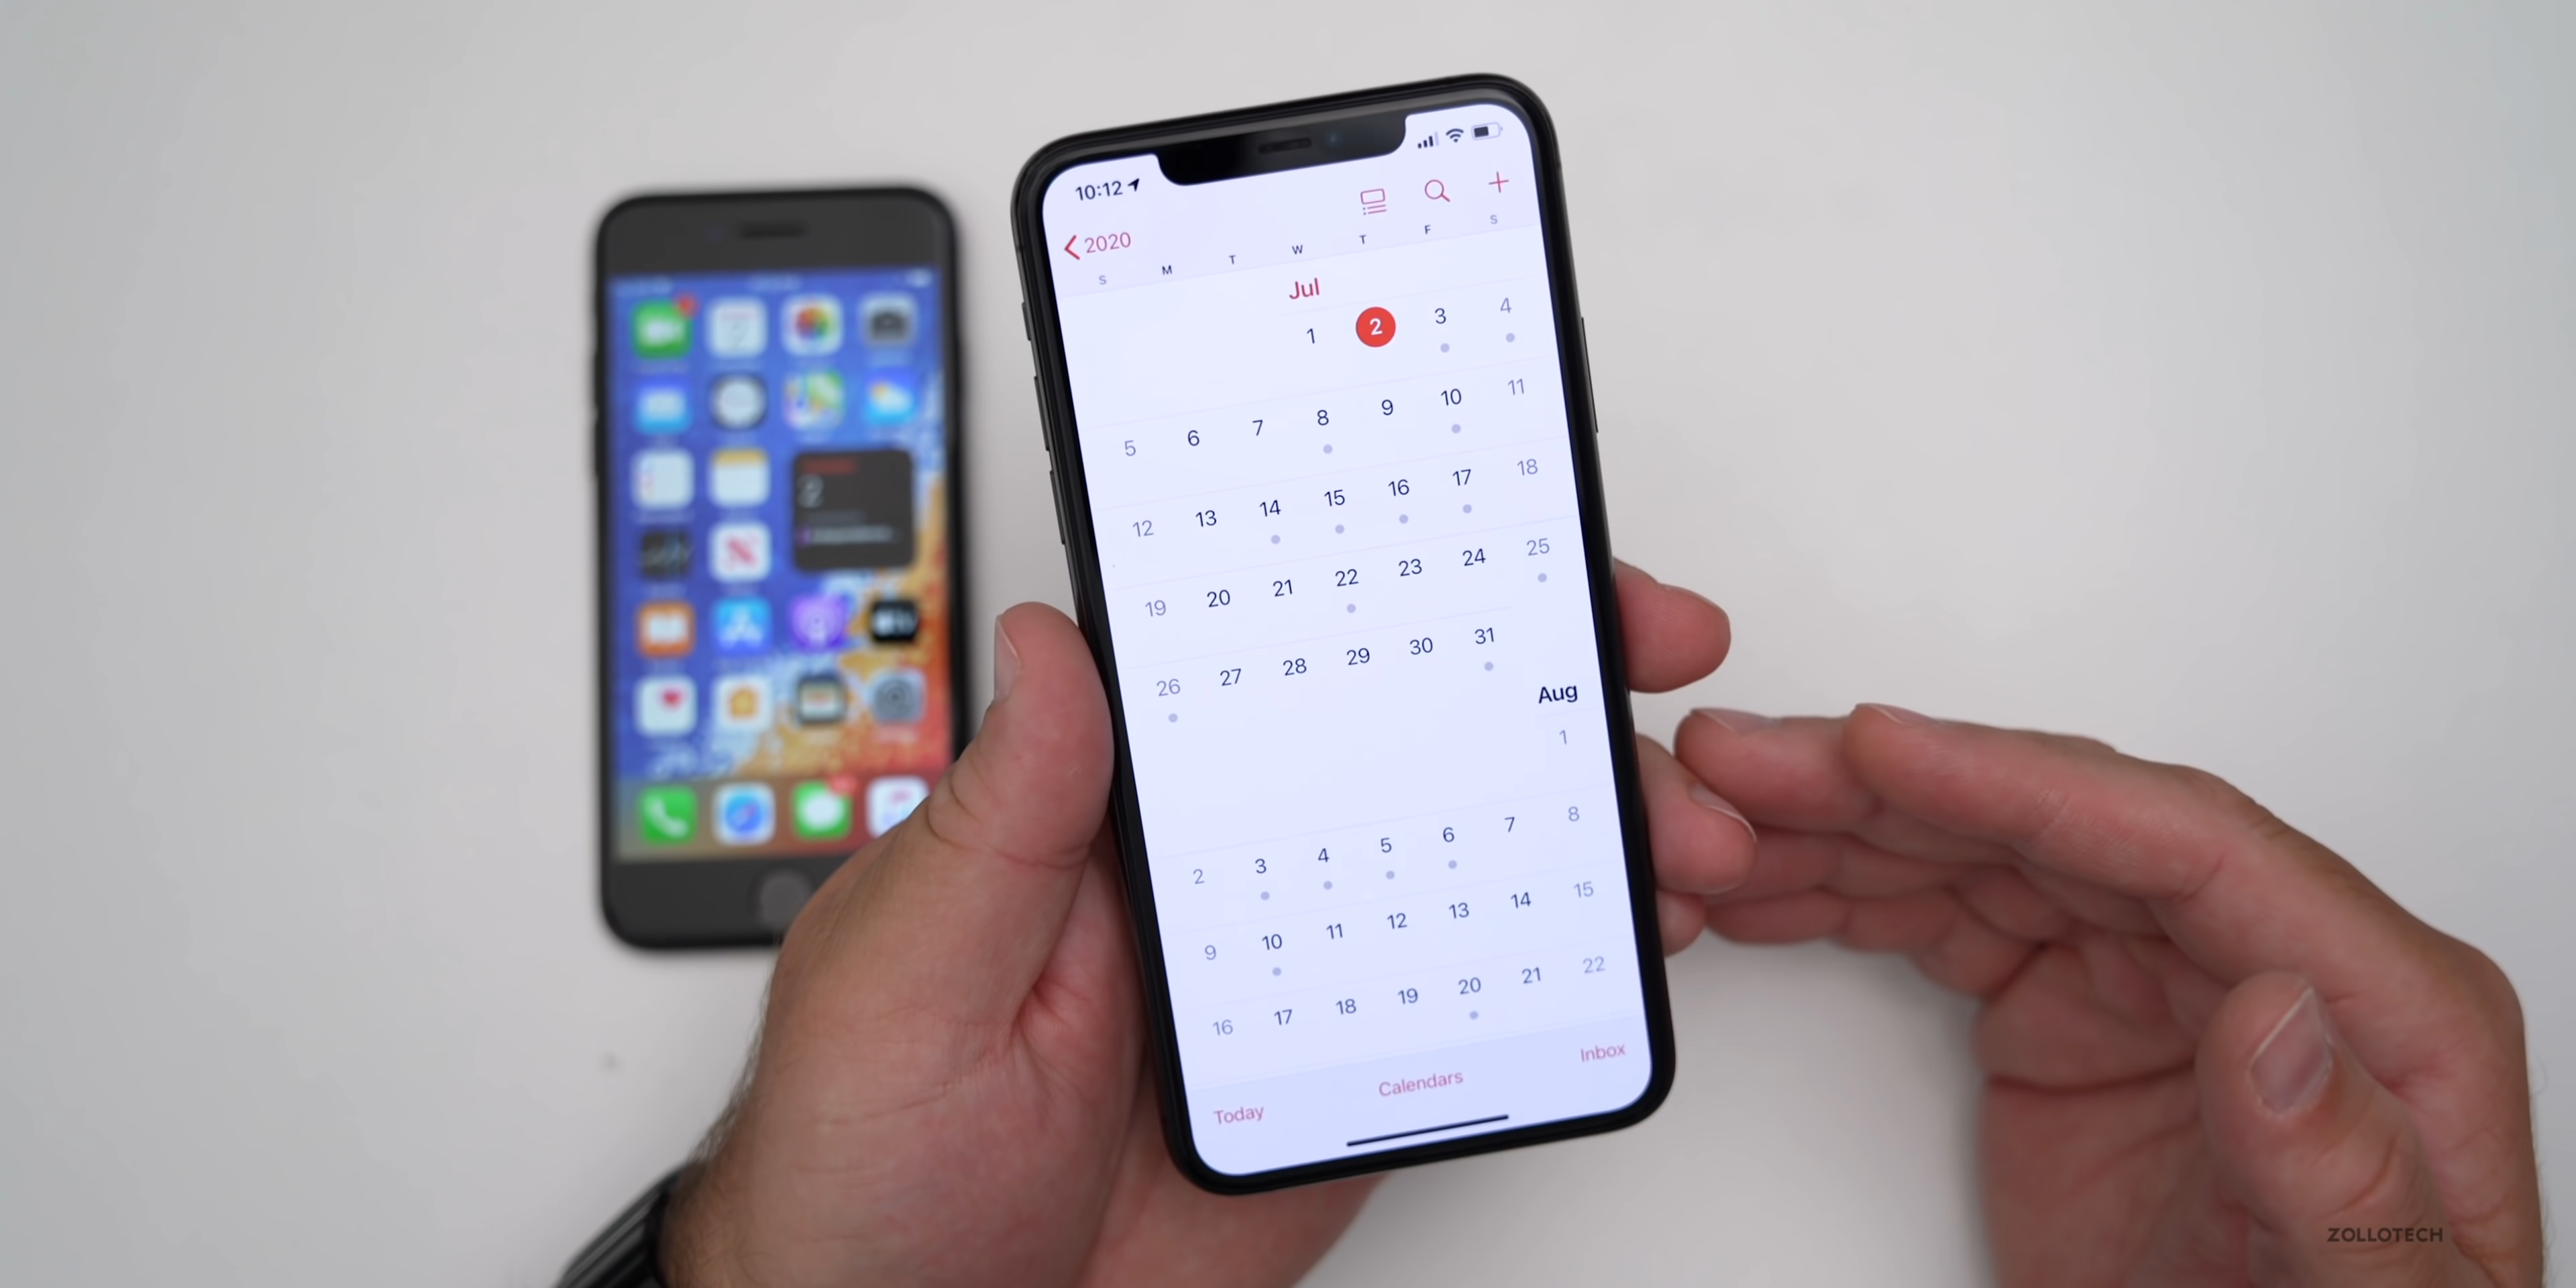 10:12
2020
S M T W T F S
Jul
1 2 3 4
5 6 7 8 9 10 11
12 13 14 15 16 17 18
19 20 21 22 23 24 25
26 27 28 29 30 31
Aug
1
2 3 4 5 6 7 8
9 10 11 12 13 14 15
16 17 18 19 20 21 22
Today Calendars Inbox
2
ZOLLOTECH